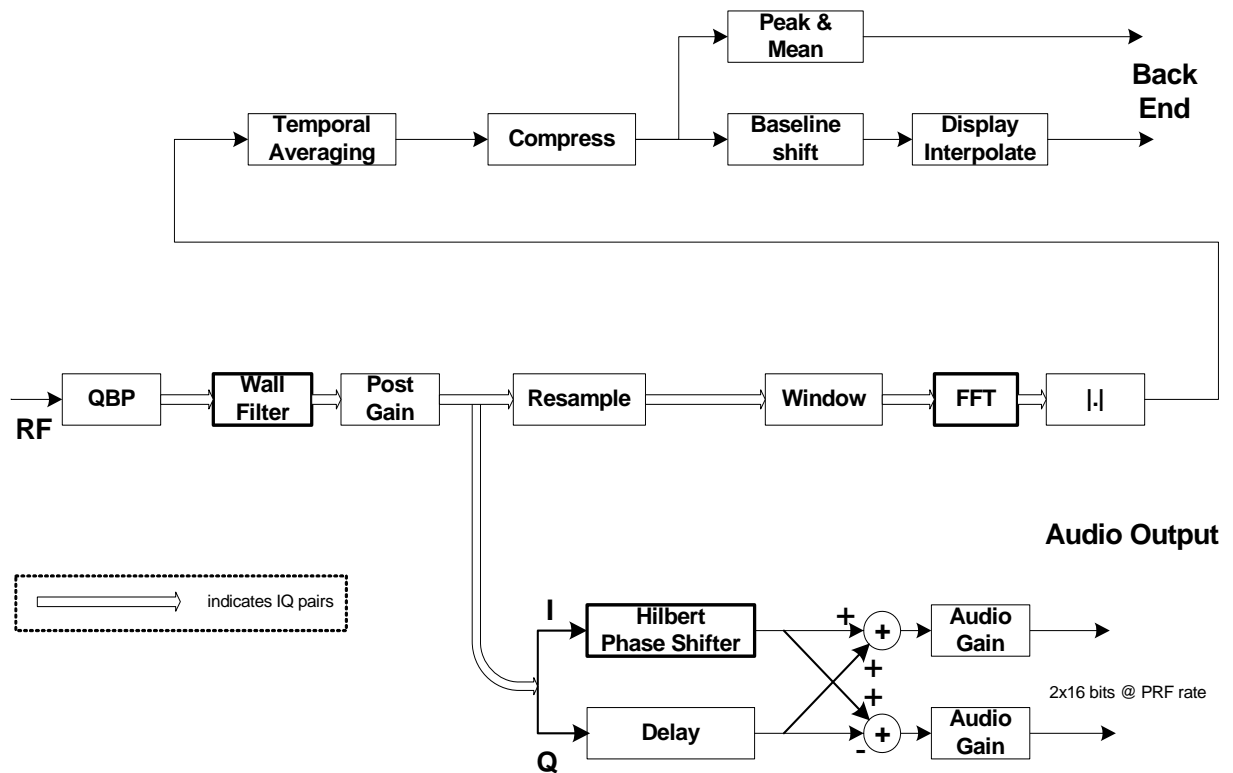 Peak &
Mean
Back
End
Temporal
Averaging
Compress
Baseline
shift
Display
Interpolate
RF
QBP
Wall
Filter
Post
Gain
Resample
Window
FFT
|.|
Audio Output
indicates IQ pairs
I
Hilbert
Phase Shifter
+
+
+
Audio
Gain
2x16 bits @ PRF rate
Q
Delay
+
-
+
Audio
Gain